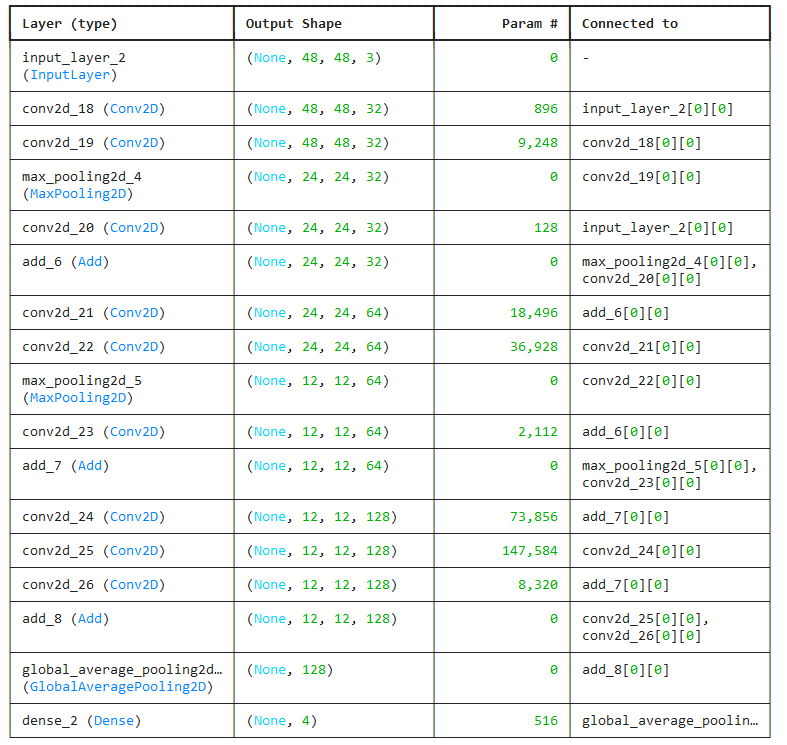 Layer (type) Output Shape Param # Connected to
input_layer_2 (None, 48, 48, 3) 0 -
(InputLayer)
conv2d_18 (Conv2D) (None, 48, 48, 32) 896 input_layer_2[0][0]
conv2d_19 (Conv2D) (None, 48, 48, 32) 9,248 conv2d_18[0][0]
max_pooling2d_4 (None, 24, 24, 32) 0 conv2d_19[0][0]
(MaxPooling2D)
conv2d_20 (Conv2D) (None, 24, 24, 32) 128 input_layer_2[0][0]
add_6 (Add) (None, 24, 24, 32) 0 max_pooling2d_4[0][0],
conv2d_20[0][0]
conv2d_21 (Conv2D) (None, 24, 24, 64) 18,496 add_6[0][0]
conv2d_22 (Conv2D) (None, 24, 24, 64) 36,928 conv2d_21[0][0]
max_pooling2d_5 (None, 12, 12, 64) 0 conv2d_22[0][0]
(MaxPooling2D)
conv2d_23 (Conv2D) (None, 12, 12, 64) 2,112 add_6[0][0]
add_7 (Add) (None, 12, 12, 64) 0 max_pooling2d_5[0][0],
conv2d_23[0][0]
conv2d_24 (Conv2D) (None, 12, 12, 128) 73,856 add_7[0][0]
conv2d_25 (Conv2D) (None, 12, 12, 128) 147,584 conv2d_24[0][0]
conv2d_26 (Conv2D) (None, 12, 12, 128) 8,320 add_7[0][0]
add_8 (Add) (None, 12, 12, 128) 0 conv2d_25[0][0],
conv2d_26[0][0]
global_average_pooling2d… (None, 128) 0 add_8[0][0]
(GlobalAveragePooling2D)
dense_2 (Dense) (None, 4) 516 global_average_poolin…